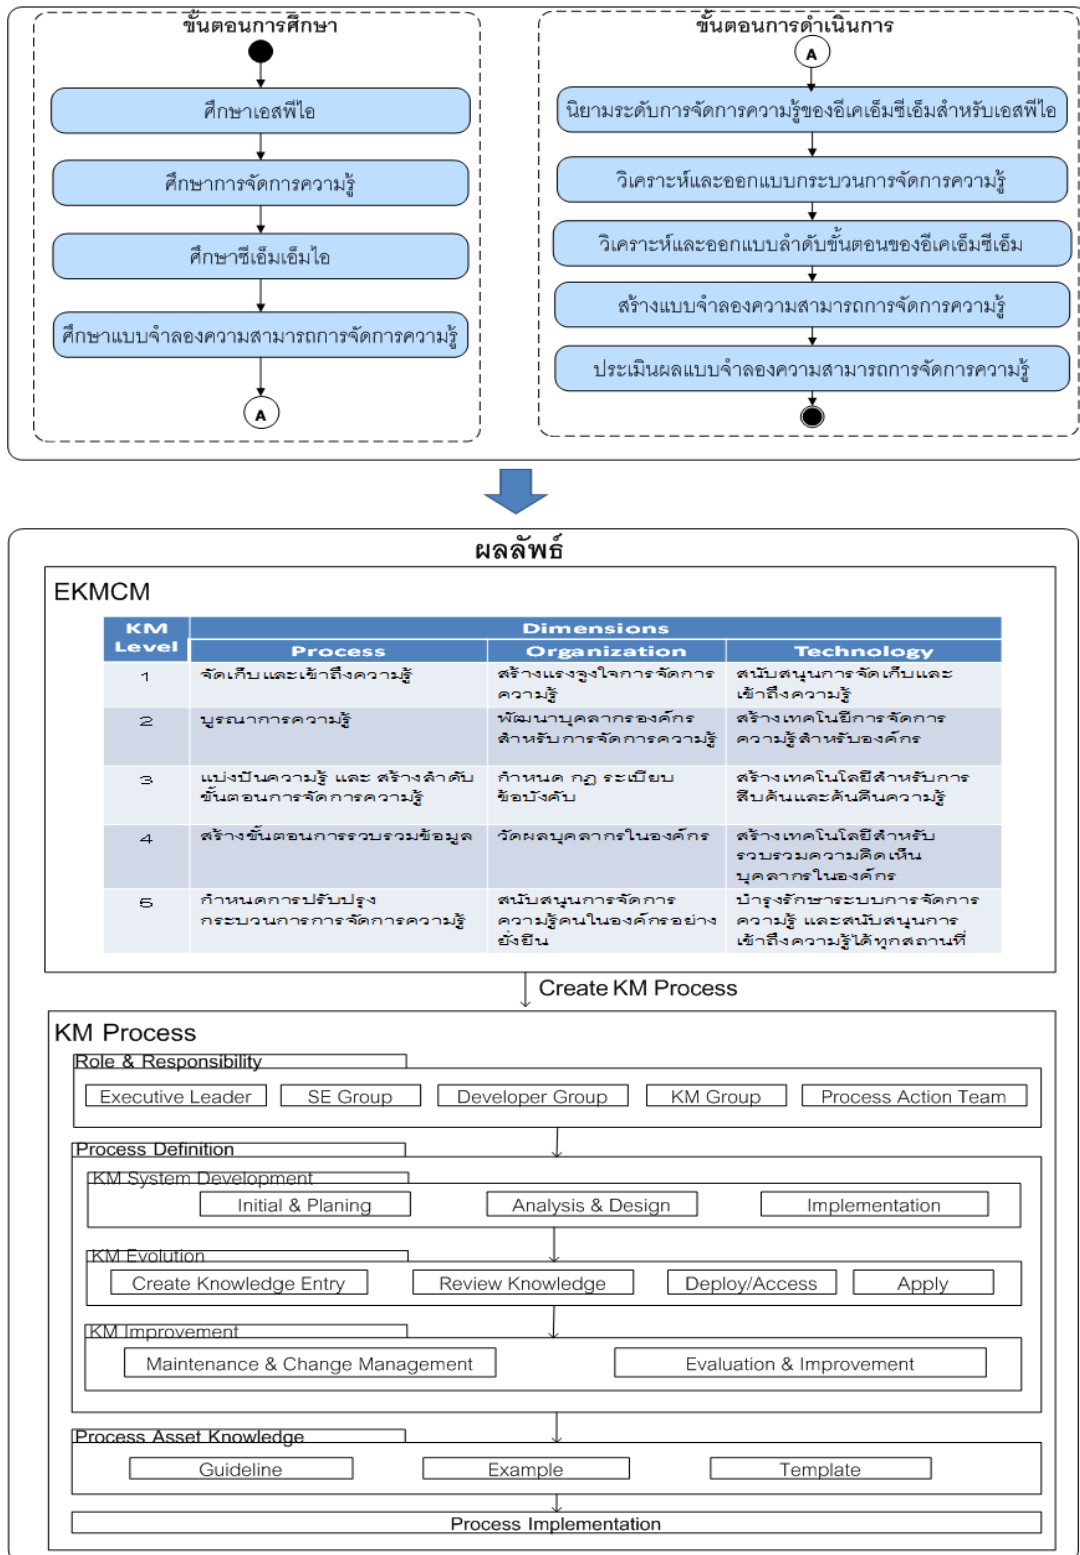 ขั้นตอนการศึกษา
ศึกษาเอสพีไอ
ศึกษาการจัดการความรู้
ศึกษาซีเอ็มเอ็มไอ
ศึกษาแบบจำลองความสามารถการจัดการความรู้
A
ขั้นตอนการดำเนินการ
A
นิยามระดับการจัดการความรู้ของอีเคเอ็มซีเอ็มสำหรับเอสพีไอ
วิเคราะห์และออกแบบกระบวนการจัดการความรู้
วิเคราะห์และออกแบบลำดับขั้นตอนของอีเคเอ็มซีเอ็ม
สร้างแบบจำลองความสามารถการจัดการความรู้
ประเมินผลแบบจำลองความสามารถการจัดการความรู้
ผลลัพธ์
EKMCM
KM Level
Dimensions
Process
Organization
Technology
1
จัดเก็บและเข้าถึงความรู้
สร้างแรงจูงใจการจัดการ
ความรู้
สนับสนุนการจัดเก็บและ
เข้าถึงความรู้
2
บูรณาการความรู้
พัฒนาบุคลากรองค์กร
สำหรับการจัดการความรู้
สร้างเทคโนยีการจัดการ
ความรู้สำหรับองค์กร
3
แบ่งปันความรู้ และ สร้างลำดับ
ขั้นตอนการจัดการความรู้
กำหนด กฎ ระเบียบ
ข้อบังคับ
สร้างเทคโนโลยีสำหรับการ
สืบค้นและค้นคืนความรู้
4
สร้างขั้นตอนการรวบรวมข้อมูล
วัดผลบุคลากรในองค์กร
สร้างเทคโนโลยีสำหรับ
รวบรวมความคิดเห็น
บุคลากรในองค์กร
5
กำหนดการปรับปรุง
กระบวนการการจัดการความรู้
สนับสนุนการจัดการ
ความรู้คนในองค์กรอย่าง
ยั่งยืน
บำรุงรักษาระบบการจัดการ
ความรู้ และสนับสนุนการ
เข้าถึงความรู้ได้ทุกสถานที่
Create KM Process
KM Process
Role & Responsibility
Executive Leader
SE Group
Developer Group
KM Group
Process Action Team
Process Definition
KM System Development
Initial & Planing
Analysis & Design
Implementation
KM Evolution
Create Knowledge Entry
Review Knowledge
Deploy/Access
Apply
KM Improvement
Maintenance & Change Management
Evaluation & Improvement
Process Asset Knowledge
Guideline
Example
Template
Process Implementation